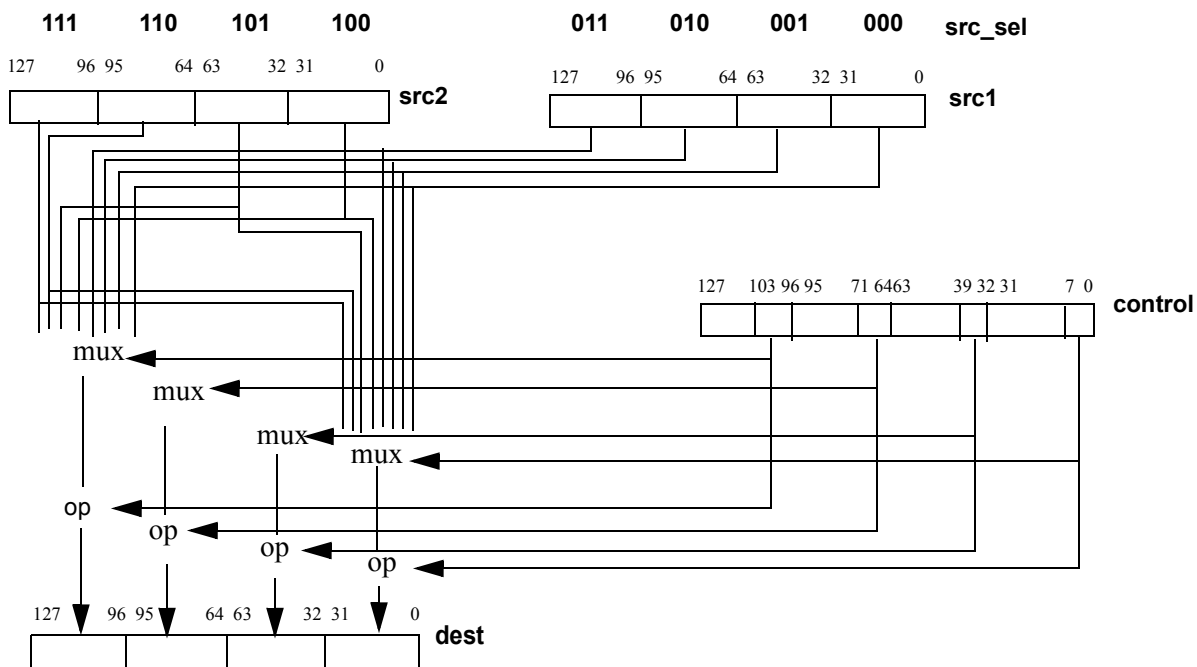 111 110 101 100 011 010 001 000 src_sel
127 96 95 64 63 32 31 0 src2
127 96 95 64 63 32 31 0 src1
127 103 96 95 71 64 63 39 32 31 7 0 control
mux
mux
mux
mux
op
op
op
op
127 96 95 64 63 32 31 0 dest